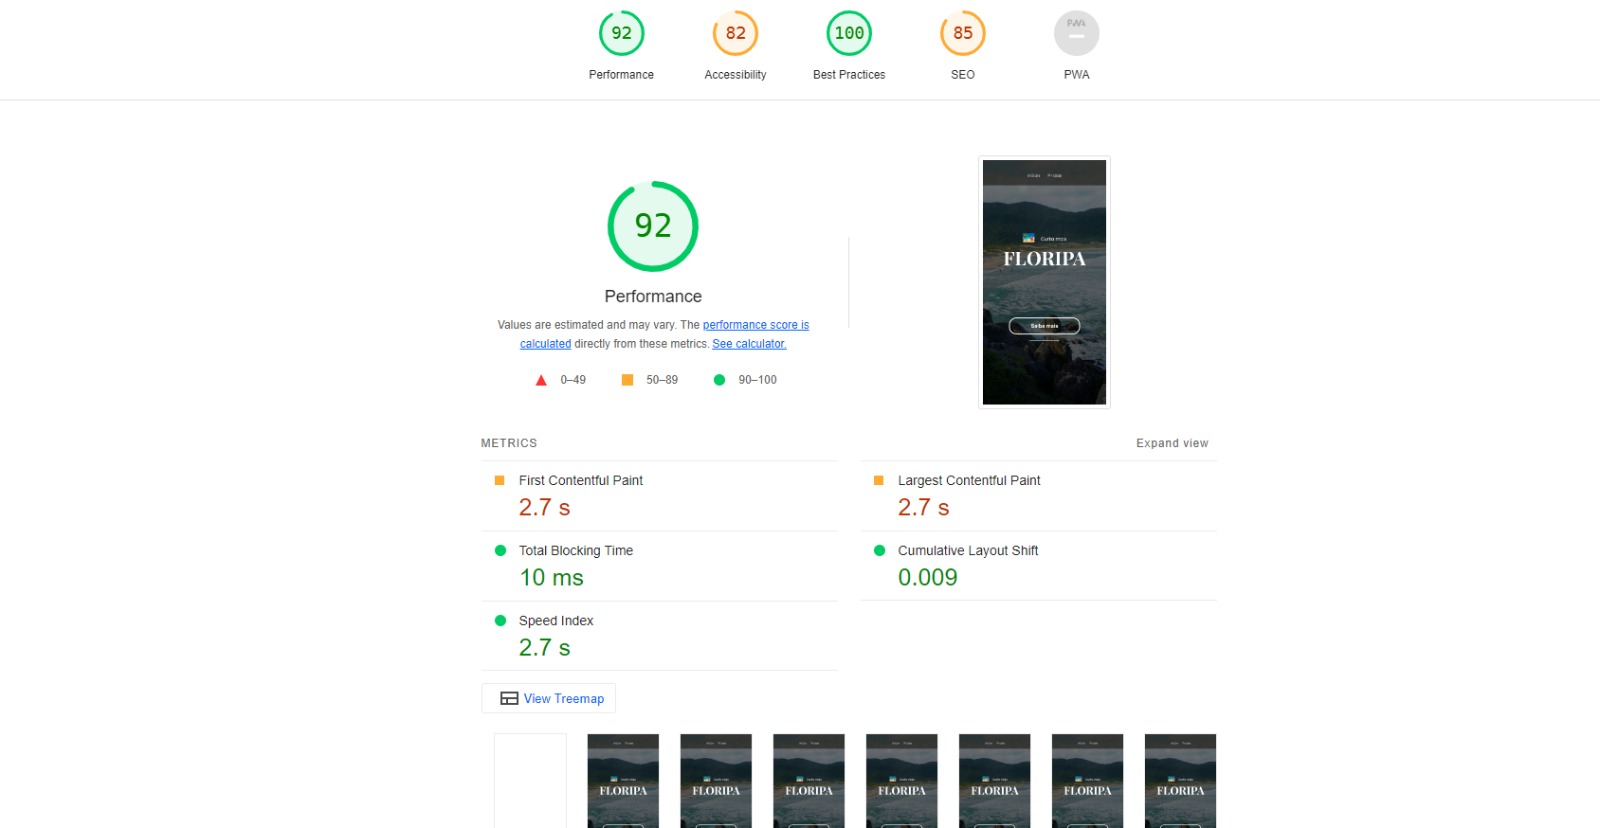 92 82 100 85 PWA
Performance Accessibility Best Practices SEO PWA
92
Performance
Values are estimated and may vary. The performance score is
calculated directly from these metrics. See calculator.
0–49 50–89 90–100
Curta mais
FLORIPA
Saiba mais
METRICS
Expand view
First Contentful Paint
2.7 s
Largest Contentful Paint
2.7 s
Total Blocking Time
10 ms
Cumulative Layout Shift
0.009
Speed Index
2.7 s
View Treemap
FLORIPA FLORIPA FLORIPA FLORIPA FLORIPA FLORIPA FLORIPA